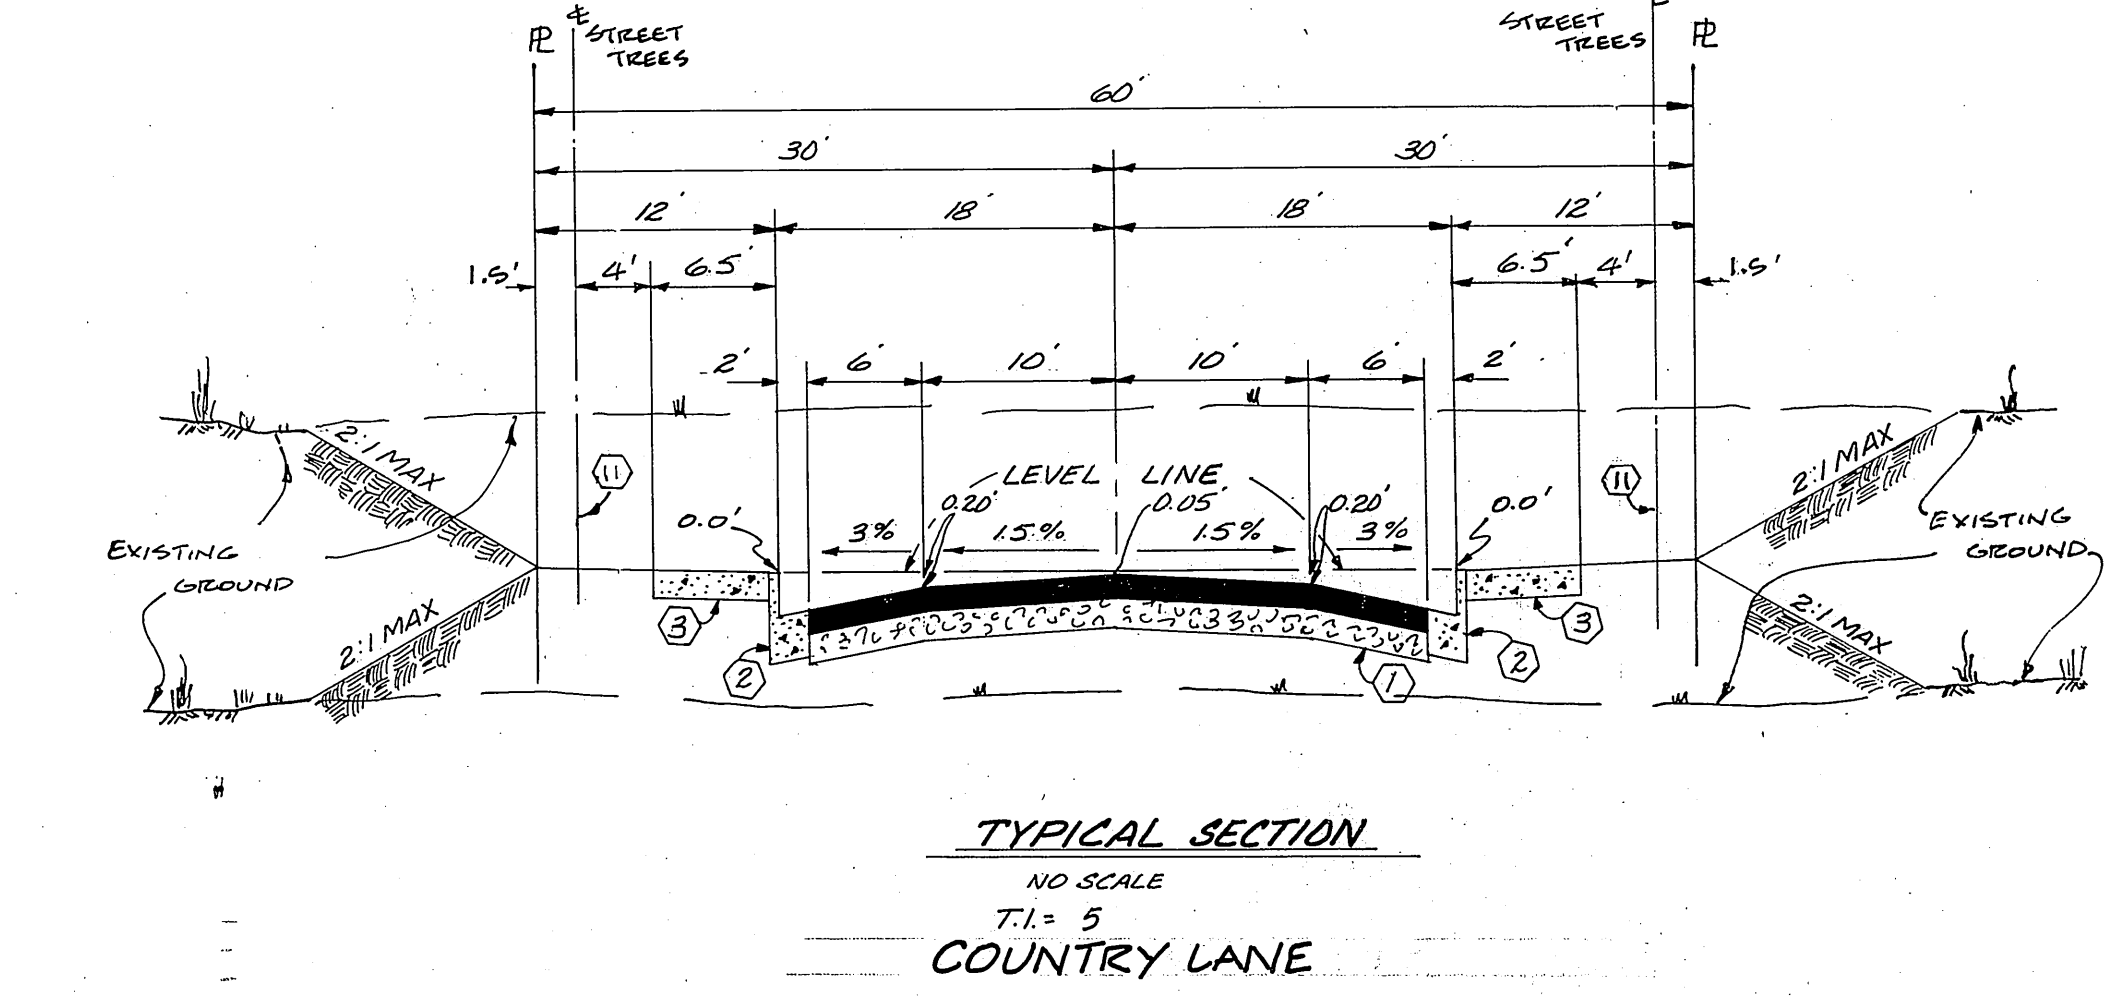 ℄
STREET
TREES
PL
STREET
TREES
PL
60'
30'
30'
12'
18'
18'
12'
1.5'
4'
6.5'
6.5'
4'
1.5'
2'
6'
10'
10'
6'
2'
2:1 MAX
2:1 MAX
11
11
LEVEL LINE
0.0'
0.20'
0.05'
0.20'
0.0'
3%
1.5%
1.5%
3%
EXISTING
GROUND
EXISTING
GROUND
2:1 MAX
2:1 MAX
3
3
2
2
1
TYPICAL SECTION
NO SCALE
T.I. = 5
COUNTRY LANE